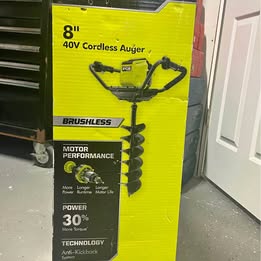 8"
40V Cordless Auger
BRUSHLESS
MOTOR
PERFORMANCE
More Longer Longer
Power Runtime Motor Life
POWER
30%
More Torque
TECHNOLOGY
Anti-Kickback